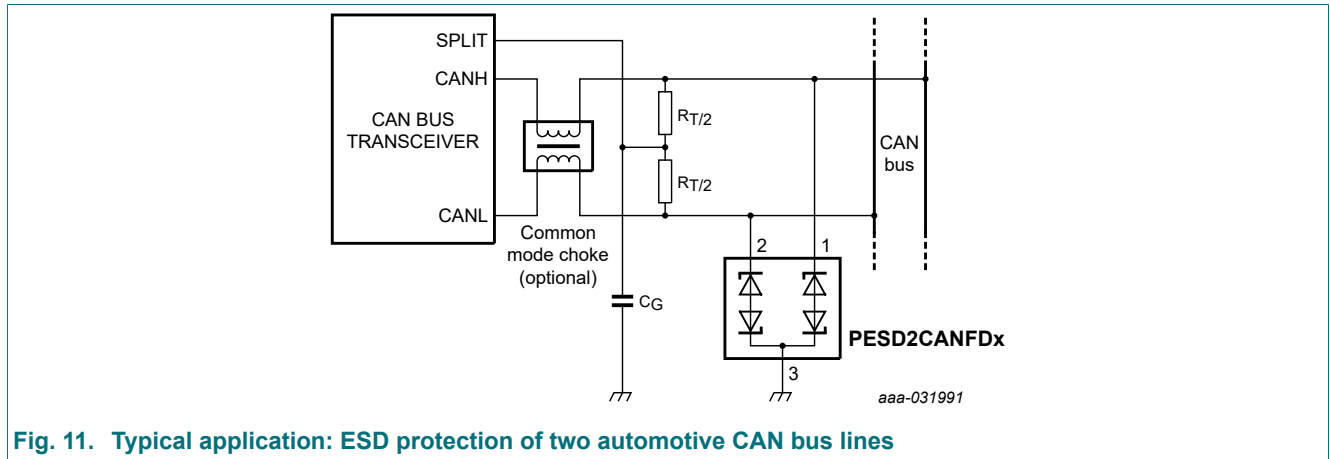 SPLIT
CANH
CAN BUS
TRANSCEIVER
CANL
Common
mode choke
(optional)
RT/2
RT/2
CG
CAN
bus
2
1
3
PESD2CANFDx
aaa-031991
Fig. 11. Typical application: ESD protection of two automotive CAN bus lines